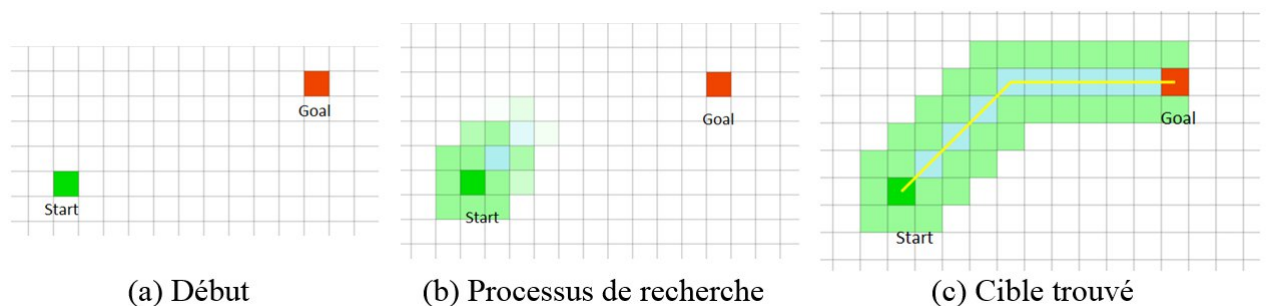 Goal
Start
(a) Début
Goal
Start
(b) Processus de recherche
Goal
Start
(c) Cible trouvé